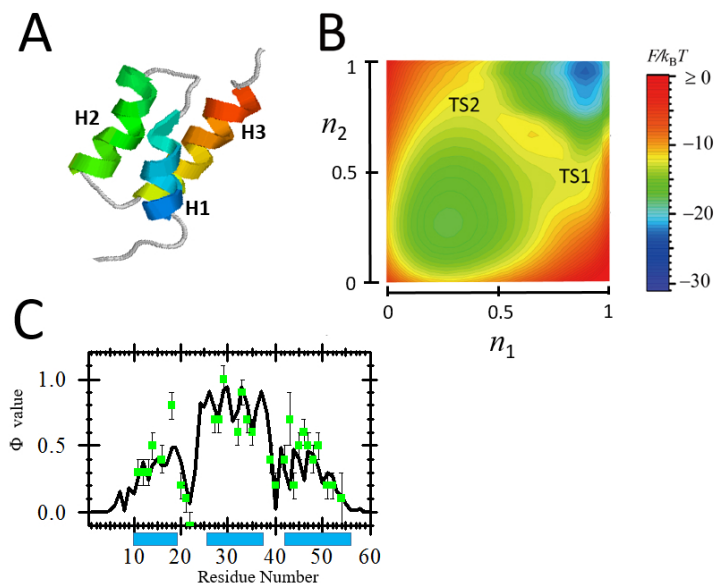 A
H2
H3
H1
B
F/kBT
1
TS2
n2
0.5
TS1
0
0
0.5
1
n1
≥ 0
−10
−20
−30
C
1.0
Φ value
0.5
0.0
10 20 30 40 50 60
Residue Number